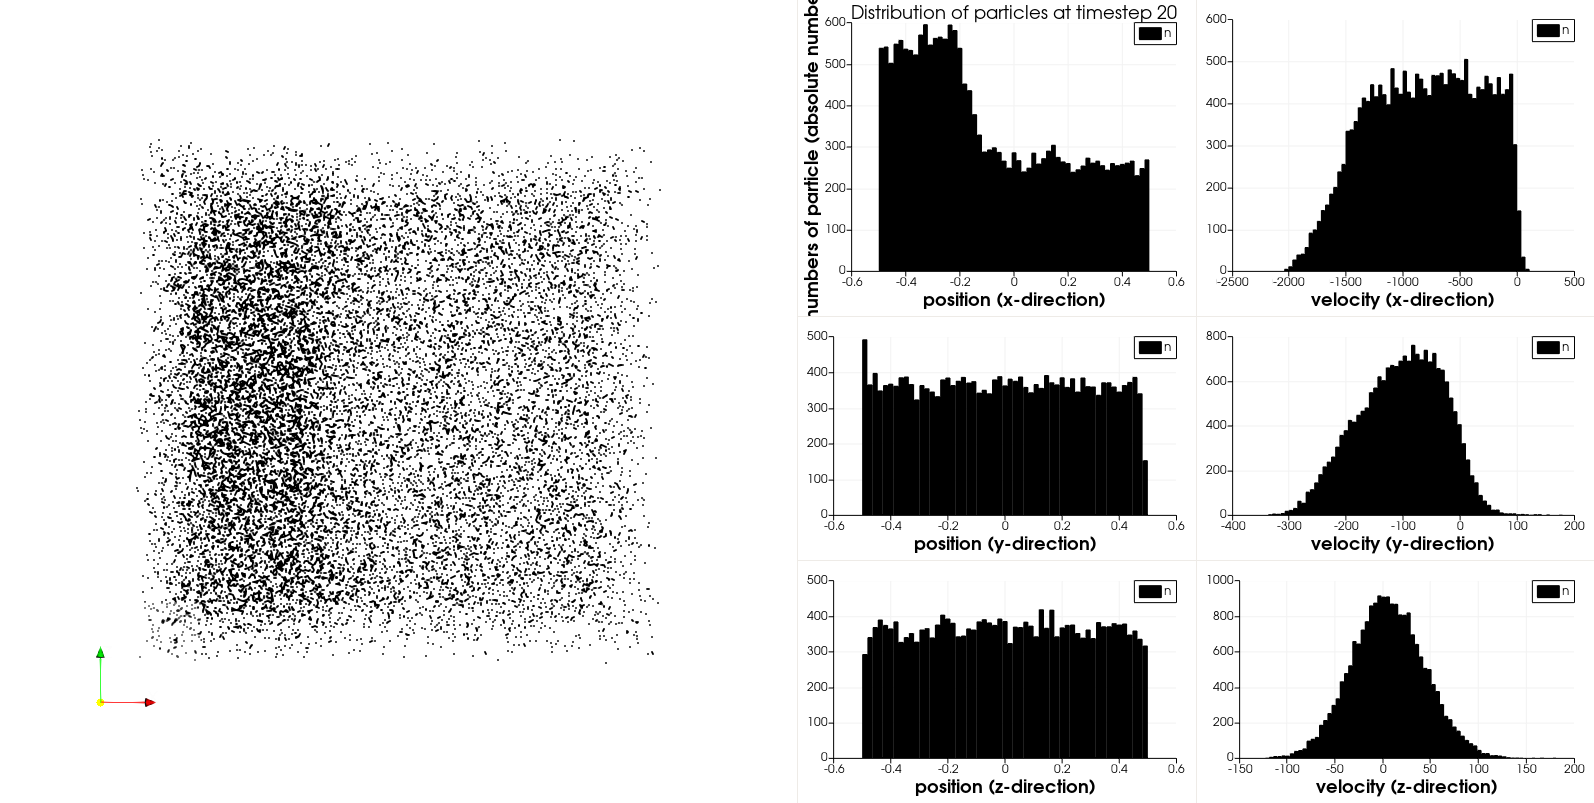 Distribution of particles at timestep 20
numbers of particle (absolute numbe
600
500
400
300
200
100
0
-0.6 -0.4 -0.2 0 0.2 0.4 0.6
position (x-direction)
n
600
500
400
300
200
100
0
-2500 -2000 -1500 -1000 -500 0 500
velocity (x-direction)
n
500
400
300
200
100
0
-0.6 -0.4 -0.2 0 0.2 0.4 0.6
position (y-direction)
n
800
600
400
200
0
-400 -300 -200 -100 0 100 200
velocity (y-direction)
n
500
400
300
200
100
0
-0.6 -0.4 -0.2 0 0.2 0.4 0.6
position (z-direction)
n
1000
800
600
400
200
0
-150 -100 -50 0 50 100 150 200
velocity (z-direction)
n